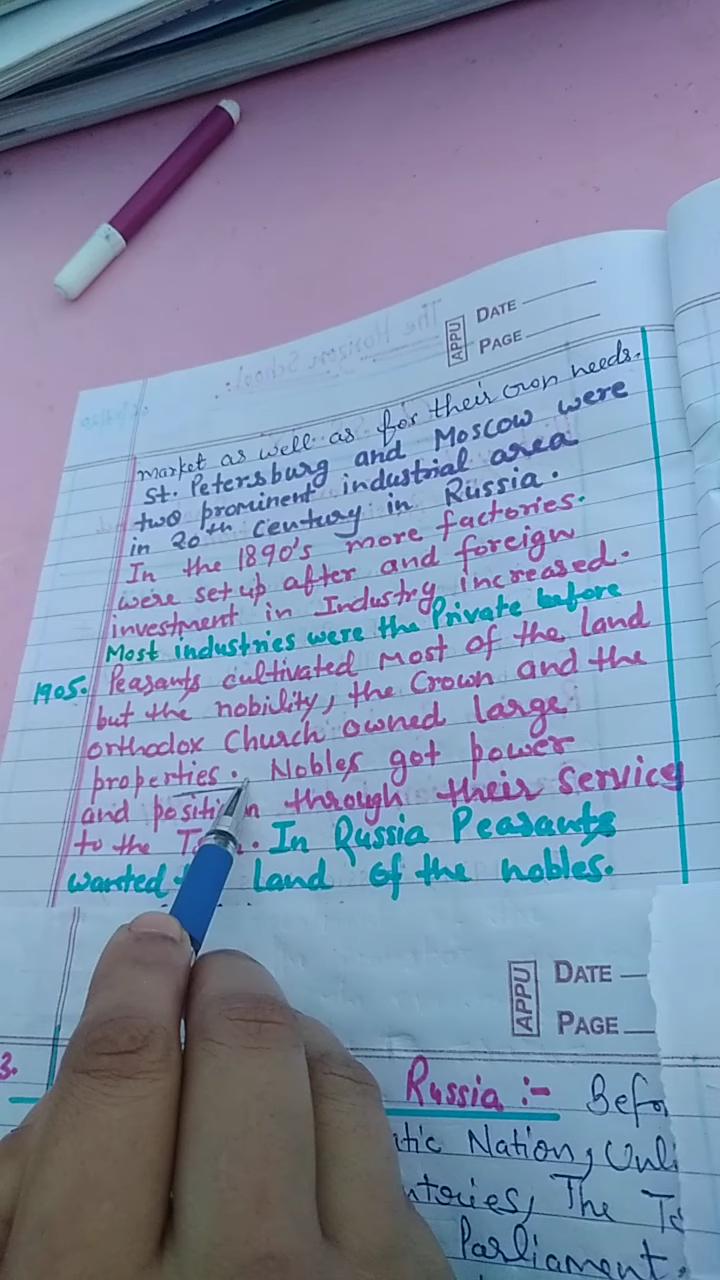 APPU
DATE
PAGE
market as well as for their own needs.
St. Petersburg and Moscow were
two prominent industrial area
in 20th century in Russia.
In the 1890's more factories.
were set up after and foreign
investment in Industry increased.
Most industries were the Private before
1905. Peasants cultivated most of the land
but the nobility, the Crown and the
orthodox Church owned large
properties. Nobles got power
and position through their service
to the In Russia Peasants
wanted land of the nobles.
APPU
DATE
PAGE
3. Russia :- Befo
Nation, Unli
The
Parliament.